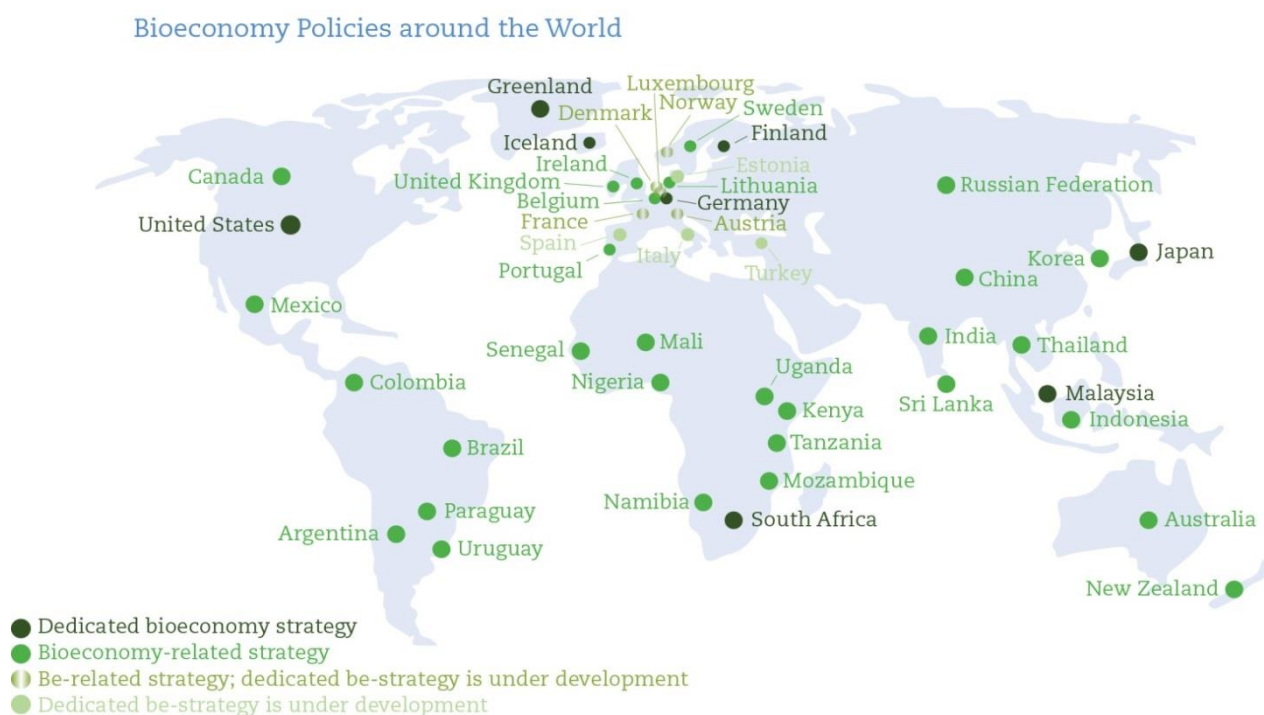 Bioeconomy Policies around the World
Greenland
Luxembourg
Norway
Denmark
Sweden
Finland
Iceland
Ireland
Estonia
Canada
United Kingdom
Lithuania
Russian Federation
Belgium
Germany
United States
France
Austria
Spain
Italy
Portugal
Turkey
Korea
Japan
China
Mexico
India
Thailand
Senegal
Mali
Nigeria
Uganda
Colombia
Kenya
Sri Lanka
Malaysia
Indonesia
Brazil
Tanzania
Mozambique
Namibia
Paraguay
South Africa
Australia
Argentina
Uruguay
New Zealand
Dedicated bioeconomy strategy
Bioeconomy-related strategy
Be-related strategy; dedicated be-strategy is under development
Dedicated be-strategy is under development